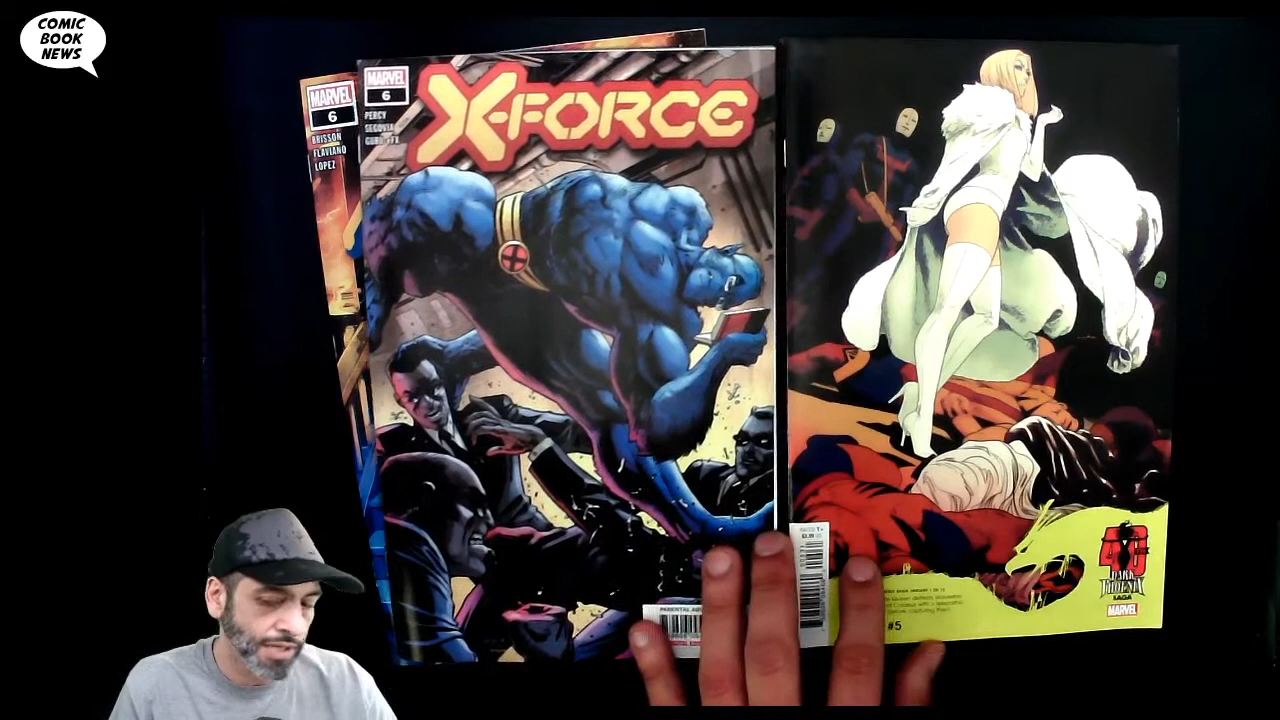 COMIC
BOOK
NEWS
MARVEL
6
BRISSON
FLAVIANO
LOPEZ
MARVEL
6
PERCY
SEGOVIA
X-FORCE
RATED T+
40
DARK
PHOENIX
SAGA
MARVEL
#5